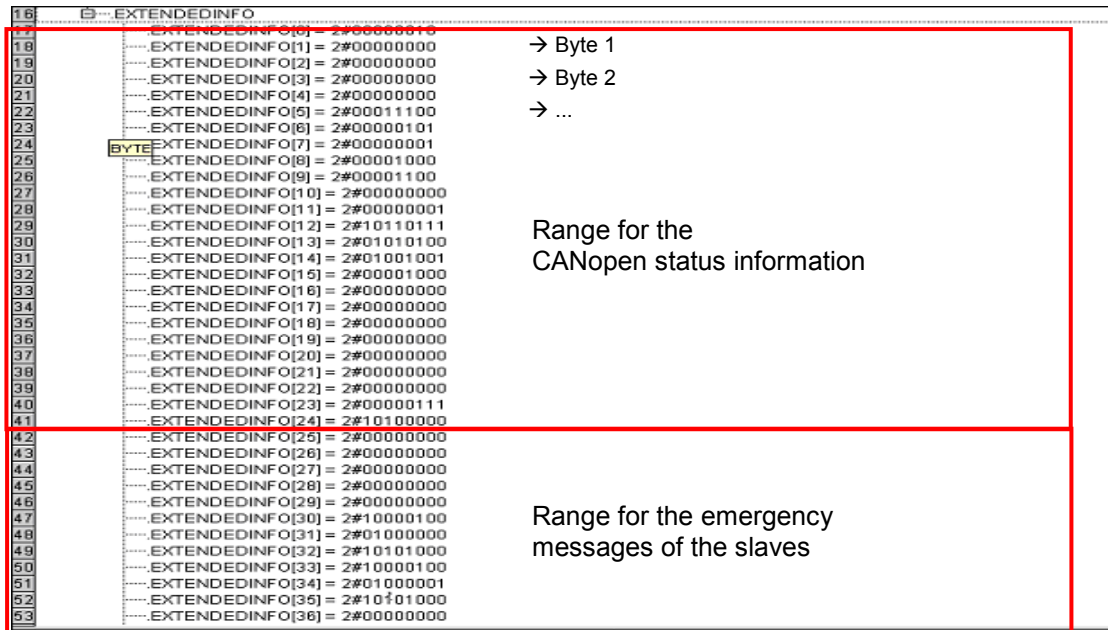 16 .EXTENDEDINFO
17 .EXTENDEDINFO[0] = 2#00000010
18 .EXTENDEDINFO[1] = 2#00000000 → Byte 1
19 .EXTENDEDINFO[2] = 2#00000000
20 .EXTENDEDINFO[3] = 2#00000000 → Byte 2
21 .EXTENDEDINFO[4] = 2#00000000
22 .EXTENDEDINFO[5] = 2#00011100 → ...
23 .EXTENDEDINFO[6] = 2#00000101
24 BYTE EXTENDEDINFO[7] = 2#00000001
25 .EXTENDEDINFO[8] = 2#00001000
26 .EXTENDEDINFO[9] = 2#00001100
27 .EXTENDEDINFO[10] = 2#00000000
28 .EXTENDEDINFO[11] = 2#00000001
29 .EXTENDEDINFO[12] = 2#10110111 Range for the
30 .EXTENDEDINFO[13] = 2#01010100
31 .EXTENDEDINFO[14] = 2#01001001 CANopen status information
32 .EXTENDEDINFO[15] = 2#00001000
33 .EXTENDEDINFO[16] = 2#00000000
34 .EXTENDEDINFO[17] = 2#00000000
35 .EXTENDEDINFO[18] = 2#00000000
36 .EXTENDEDINFO[19] = 2#00000000
37 .EXTENDEDINFO[20] = 2#00000000
38 .EXTENDEDINFO[21] = 2#00000000
39 .EXTENDEDINFO[22] = 2#00000000
40 .EXTENDEDINFO[23] = 2#00000111
41 .EXTENDEDINFO[24] = 2#10100000
42 .EXTENDEDINFO[25] = 2#00000000
43 .EXTENDEDINFO[26] = 2#00000000
44 .EXTENDEDINFO[27] = 2#00000000
45 .EXTENDEDINFO[28] = 2#00000000
46 .EXTENDEDINFO[29] = 2#00000000
47 .EXTENDEDINFO[30] = 2#10000100 Range for the emergency
48 .EXTENDEDINFO[31] = 2#01000000
49 .EXTENDEDINFO[32] = 2#10101000 messages of the slaves
50 .EXTENDEDINFO[33] = 2#10000100
51 .EXTENDEDINFO[34] = 2#01000001
52 .EXTENDEDINFO[35] = 2#10101000
53 .EXTENDEDINFO[36] = 2#00000000